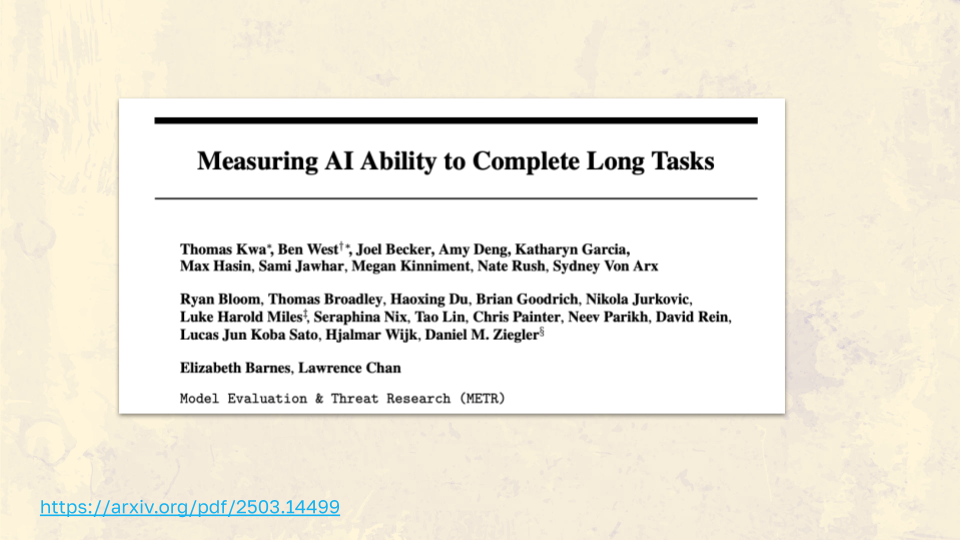 Measuring AI Ability to Complete Long Tasks
Thomas Kwa*, Ben West†*, Joel Becker, Amy Deng, Katharyn Garcia,
Max Hasin, Sami Jawhar, Megan Kinniment, Nate Rush, Sydney Von Arx
Ryan Bloom, Thomas Broadley, Haoxing Du, Brian Goodrich, Nikola Jurkovic,
Luke Harold Miles‡, Seraphina Nix, Tao Lin, Chris Painter, Neev Parikh, David Rein,
Lucas Jun Koba Sato, Hjalmar Wijk, Daniel M. Ziegler§
Elizabeth Barnes, Lawrence Chan
Model Evaluation & Threat Research (METR)
https://arxiv.org/pdf/2503.14499